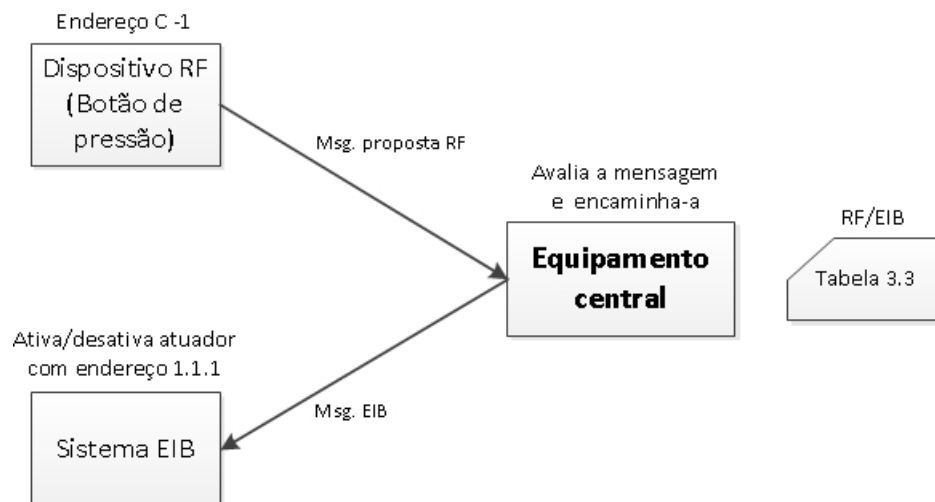 Endereço C -1
Dispositivo RF
(Botão de
pressão)
Msg. proposta RF
Avalia a mensagem
e encaminha-a
Equipamento
central
RF/EIB
Tabela 3.3
Ativa/desativa atuador
com endereço 1.1.1
Msg. EIB
Sistema EIB